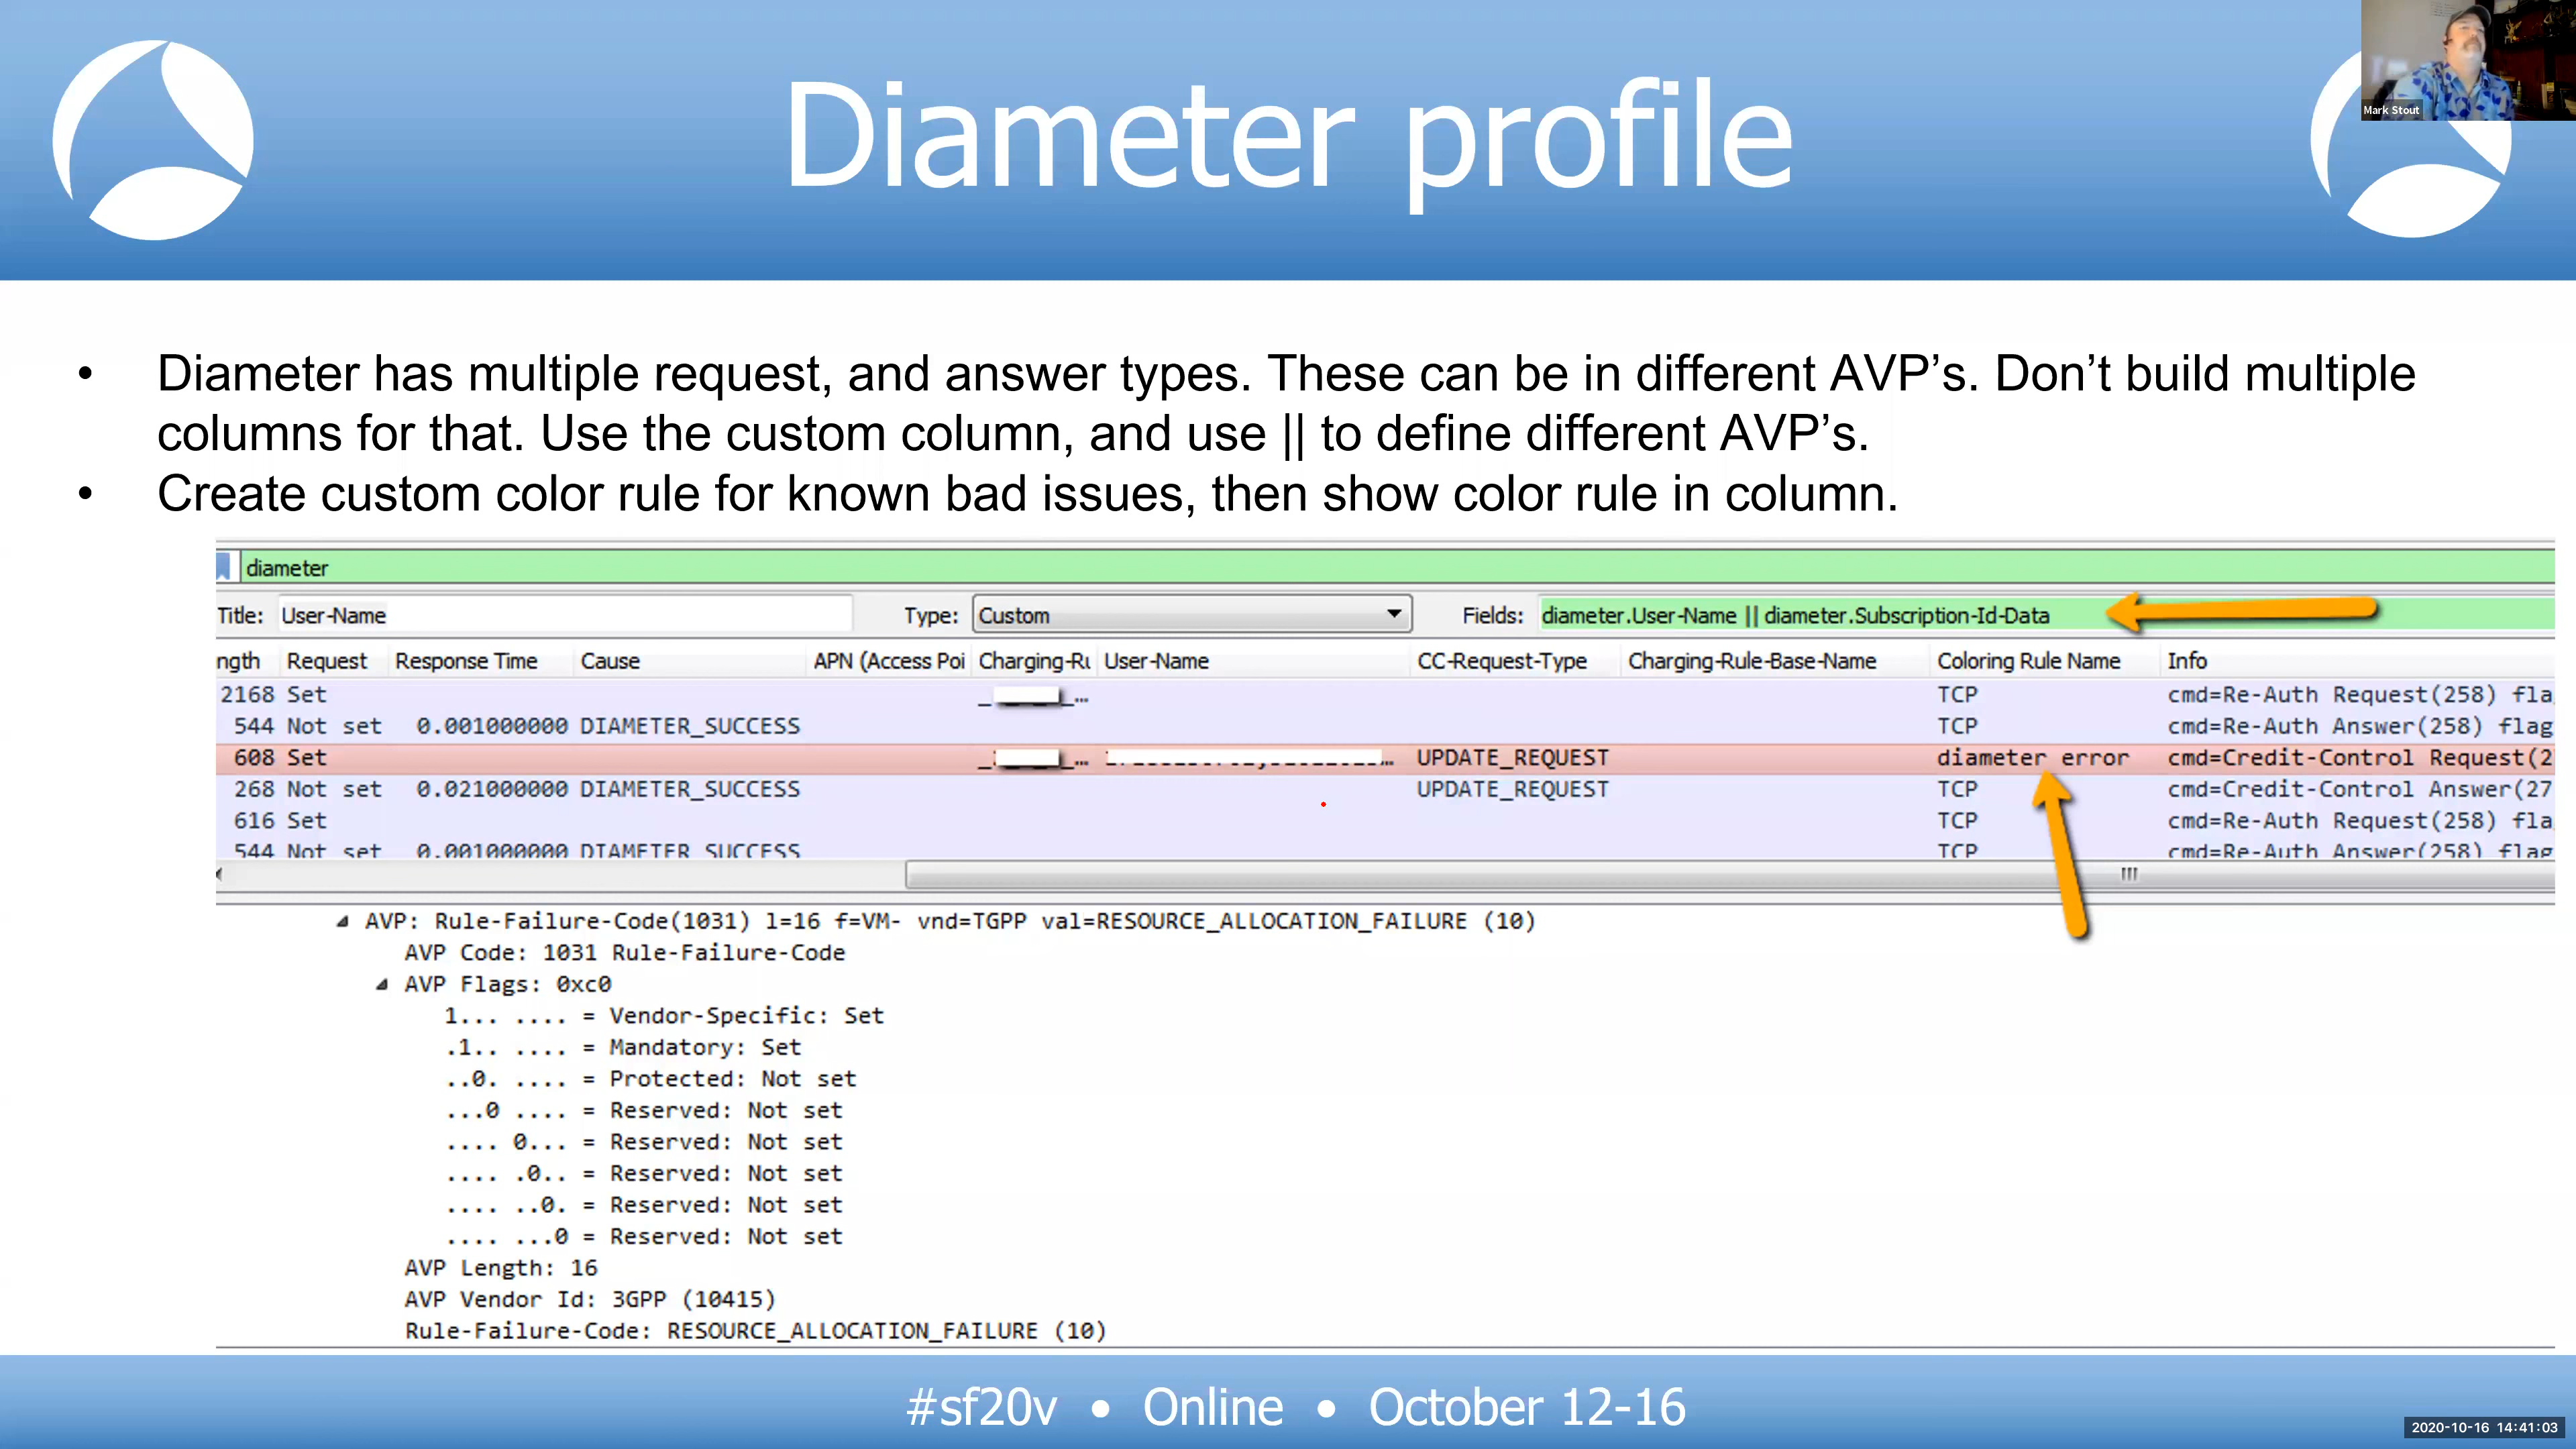 Diameter profile
Mark Stout
• Diameter has multiple request, and answer types. These can be in different AVP’s. Don’t build multiple
columns for that. Use the custom column, and use || to define different AVP’s.
• Create custom color rule for known bad issues, then show color rule in column.
diameter
Title: User-Name Type: Custom Fields: diameter.User-Name || diameter.Subscription-Id-Data
ngth Request Response Time Cause APN (Access Poi Charging-Ru User-Name CC-Request-Type Charging-Rule-Base-Name Coloring Rule Name Info
2168 Set _ _… TCP cmd=Re-Auth Request(258) fla
544 Not set 0.001000000 DIAMETER_SUCCESS TCP cmd=Re-Auth Answer(258) flag
608 Set _ _… … UPDATE_REQUEST diameter error cmd=Credit-Control Request(2
268 Not set 0.021000000 DIAMETER_SUCCESS UPDATE_REQUEST TCP cmd=Credit-Control Answer(27
616 Set TCP cmd=Re-Auth Request(258) fla
544 Not set 0.001000000 DIAMETER_SUCCESS TCP cmd=Re-Auth Answer(258) flag
AVP: Rule-Failure-Code(1031) l=16 f=VM- vnd=TGPP val=RESOURCE_ALLOCATION_FAILURE (10)
AVP Code: 1031 Rule-Failure-Code
AVP Flags: 0xc0
1... .... = Vendor-Specific: Set
.1.. .... = Mandatory: Set
..0. .... = Protected: Not set
...0 .... = Reserved: Not set
.... 0... = Reserved: Not set
.... .0.. = Reserved: Not set
.... ..0. = Reserved: Not set
.... ...0 = Reserved: Not set
AVP Length: 16
AVP Vendor Id: 3GPP (10415)
Rule-Failure-Code: RESOURCE_ALLOCATION_FAILURE (10)
#sf20v • Online • October 12-16
2020-10-16 14:41:03